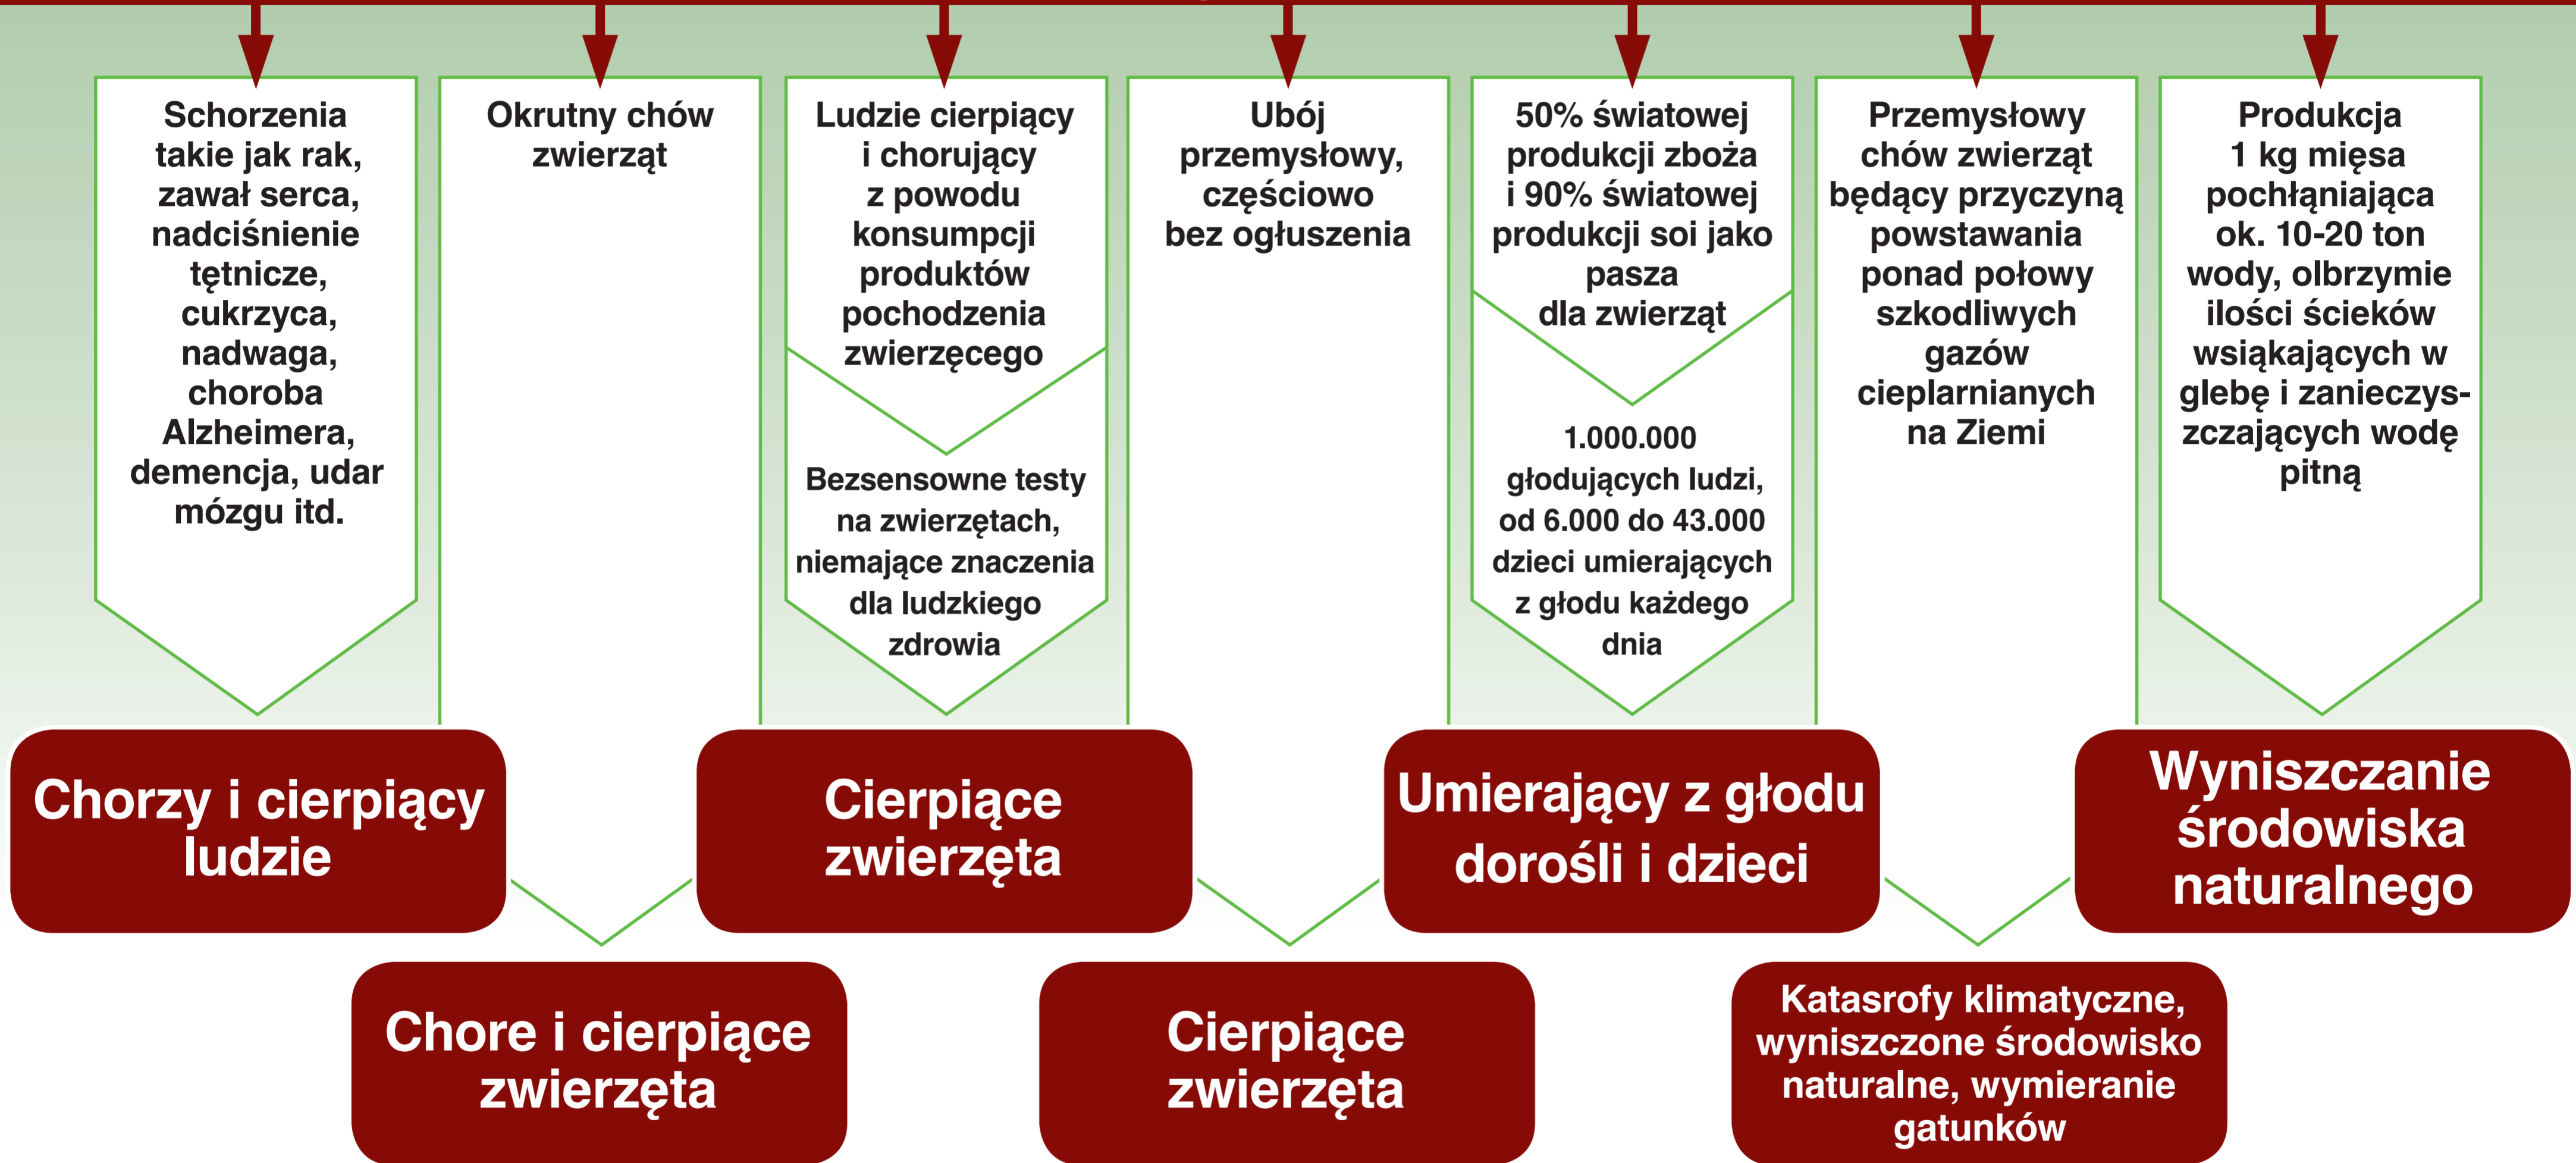 Schorzenia
takie jak rak,
zawał serca,
nadciśnienie
tętnicze,
cukrzyca,
nadwaga,
choroba
Alzheimera,
demencja, udar
mózgu itd.
Okrutny chów
zwierząt
Ludzie cierpiący
i chorujący
z powodu
konsumpcji
produktów
pochodzenia
zwierzęcego
Bezsensowne testy
na zwierzętach,
niemające znaczenia
dla ludzkiego
zdrowia
Ubój
przemysłowy,
częściowo
bez ogłuszenia
50% światowej
produkcji zboża
i 90% światowej
produkcji soi jako
pasza
dla zwierząt
1.000.000
głodujących ludzi,
od 6.000 do 43.000
dzieci umierających
z głodu każdego
dnia
Przemysłowy
chów zwierząt
będący przyczyną
powstawania
ponad połowy
szkodliwych
gazów
cieplarnianych
na Ziemi
Produkcja
1 kg mięsa
pochłaniająca
ok. 10-20 ton
wody, olbrzymie
ilości ścieków
wsiąkających w
glebę i zanieczys-
zczających wodę
pitną
Chorzy i cierpiący
ludzie
Cierpiące
zwierzęta
Umierający z głodu
dorośli i dzieci
Wyniszczanie
środowiska
naturalnego
Chore i cierpiące
zwierzęta
Cierpiące
zwierzęta
Katasrofy klimatyczne,
wyniszczone środowisko
naturalne, wymieranie
gatunków